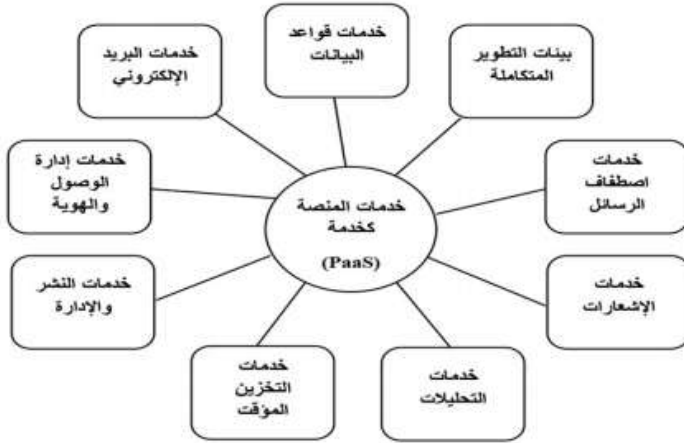 خدمات قواعد
البيانات
بيئات التطوير
المتكاملة
خدمات
اصطفاف
الرسائل
خدمات
الإشعارات
خدمات
التحليلات
خدمات
التخزين
المؤقت
خدمات النشر
والإدارة
خدمات إدارة
الوصول
والهوية
خدمات البريد
الإلكتروني
خدمات المنصة
كخدمة
(PaaS)